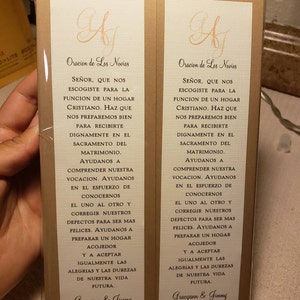 A J
Oracion de Los Novios
Señor, que nos
escogiste para la
funcion de un hogar
Cristiano. Haz que
nos preparemos bien
para recibirte
dignamente en el
sacramento del
matrimonio.
Ayudanos a
comprender nuestra
vocacion. Ayudanos
en el esfuerzo de
conocernos
el uno al otro y
corregir nuestros
defectos para ser mas
felices. Ayudanos a
preparar un hogar
acojedor
y a aceptar
igualmente las
alegrias y las durezas
de nuestra vida
futura.
A J
Oracion de Los Novios
Señor, que nos
escogiste para la
funcion de un hogar
Cristiano. Haz que
nos preparemos bien
para recibirte
dignamente en el
sacramento del
matrimonio.
Ayudanos a
comprender nuestra
vocacion. Ayudanos
en el esfuerzo de
conocernos
el uno al otro y
corregir nuestros
defectos para ser mas
felices. Ayudanos a
preparar un hogar
acojedor
y a aceptar
igualmente las
alegrias y las durezas
de nuestra vida
futura.